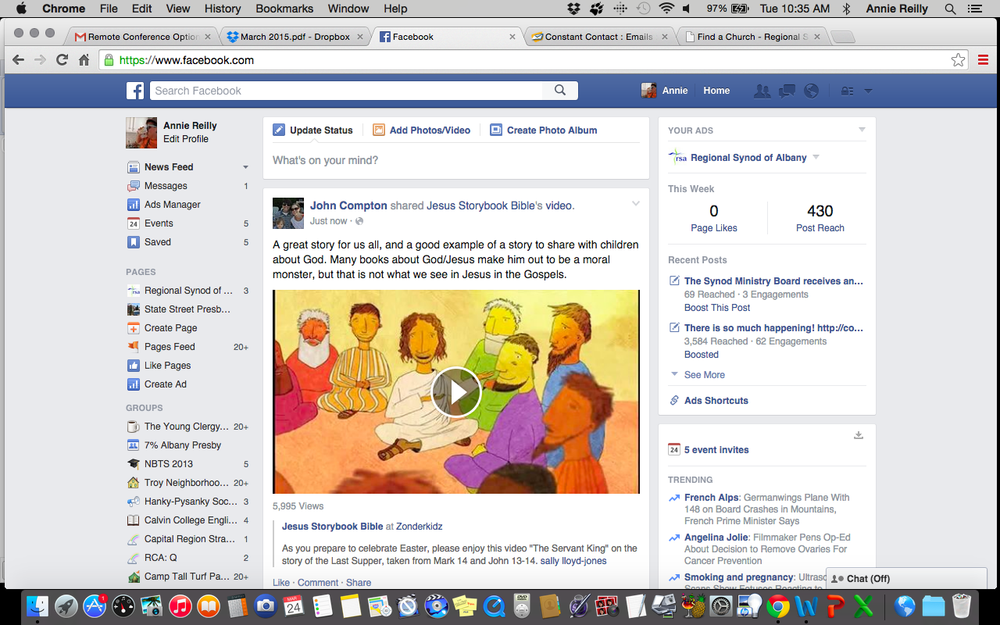 Chrome File Edit View History Bookmarks Window Help 97% Tue 10:35 AM Annie Reilly
Remote Conference Option × March 2015.pdf - Dropbox × Facebook × Constant Contact : Emails × Find a Church - Regional S ×
https://www.facebook.com
Search Facebook
Annie Home
Annie Reilly
Edit Profile
News Feed
Messages 1
Ads Manager
24 Events 5
Saved 5
PAGES
rsa Regional Synod of ... 3
State Street Presb...
Create Page
Pages Feed 20+
Like Pages
Create Ad
GROUPS
The Young Clergy... 20+
7% Albany Presby
NBTS 2013 5
Troy Neighborhoo... 20+
Hanky-Pysanky Soc... 3
Calvin College Engli... 4
Capital Region Stra... 1
RCA: Q 2
Camp Tall Turf Pa... 20+
Update Status Add Photos/Video Create Photo Album
What's on your mind?
John Compton shared Jesus Storybook Bible's video.
Just now ·
A great story for us all, and a good example of a story to share with children
about God. Many books about God/Jesus make him out to be a moral
monster, but that is not what we see in Jesus in the Gospels.
5,995 Views
Jesus Storybook Bible at Zonderkidz
As you prepare to celebrate Easter, please enjoy this video "The Servant King" on the
story of the Last Supper, taken from Mark 14 and John 13-14. sally lloyd-jones
Like · Comment · Share
YOUR ADS
rsa Regional Synod of Albany
This Week
0 430
Page Likes Post Reach
Recent Posts
The Synod Ministry Board receives an...
69 Reached · 3 Engagements
Boost This Post
There is so much happening! http://co...
3,584 Reached · 62 Engagements
Boosted
See More
Ads Shortcuts
24 5 event invites
TRENDING
French Alps: Germanwings Plane With
148 on Board Crashes in Mountains,
French Prime Minister Says
Angelina Jolie: Filmmaker Pens Op-Ed
About Decision to Remove Ovaries For
Cancer Prevention
Smoking and pregnancy: Ultraso
Scans Show Fetuses Reacting to
Chat (Off)
1
MAR
24